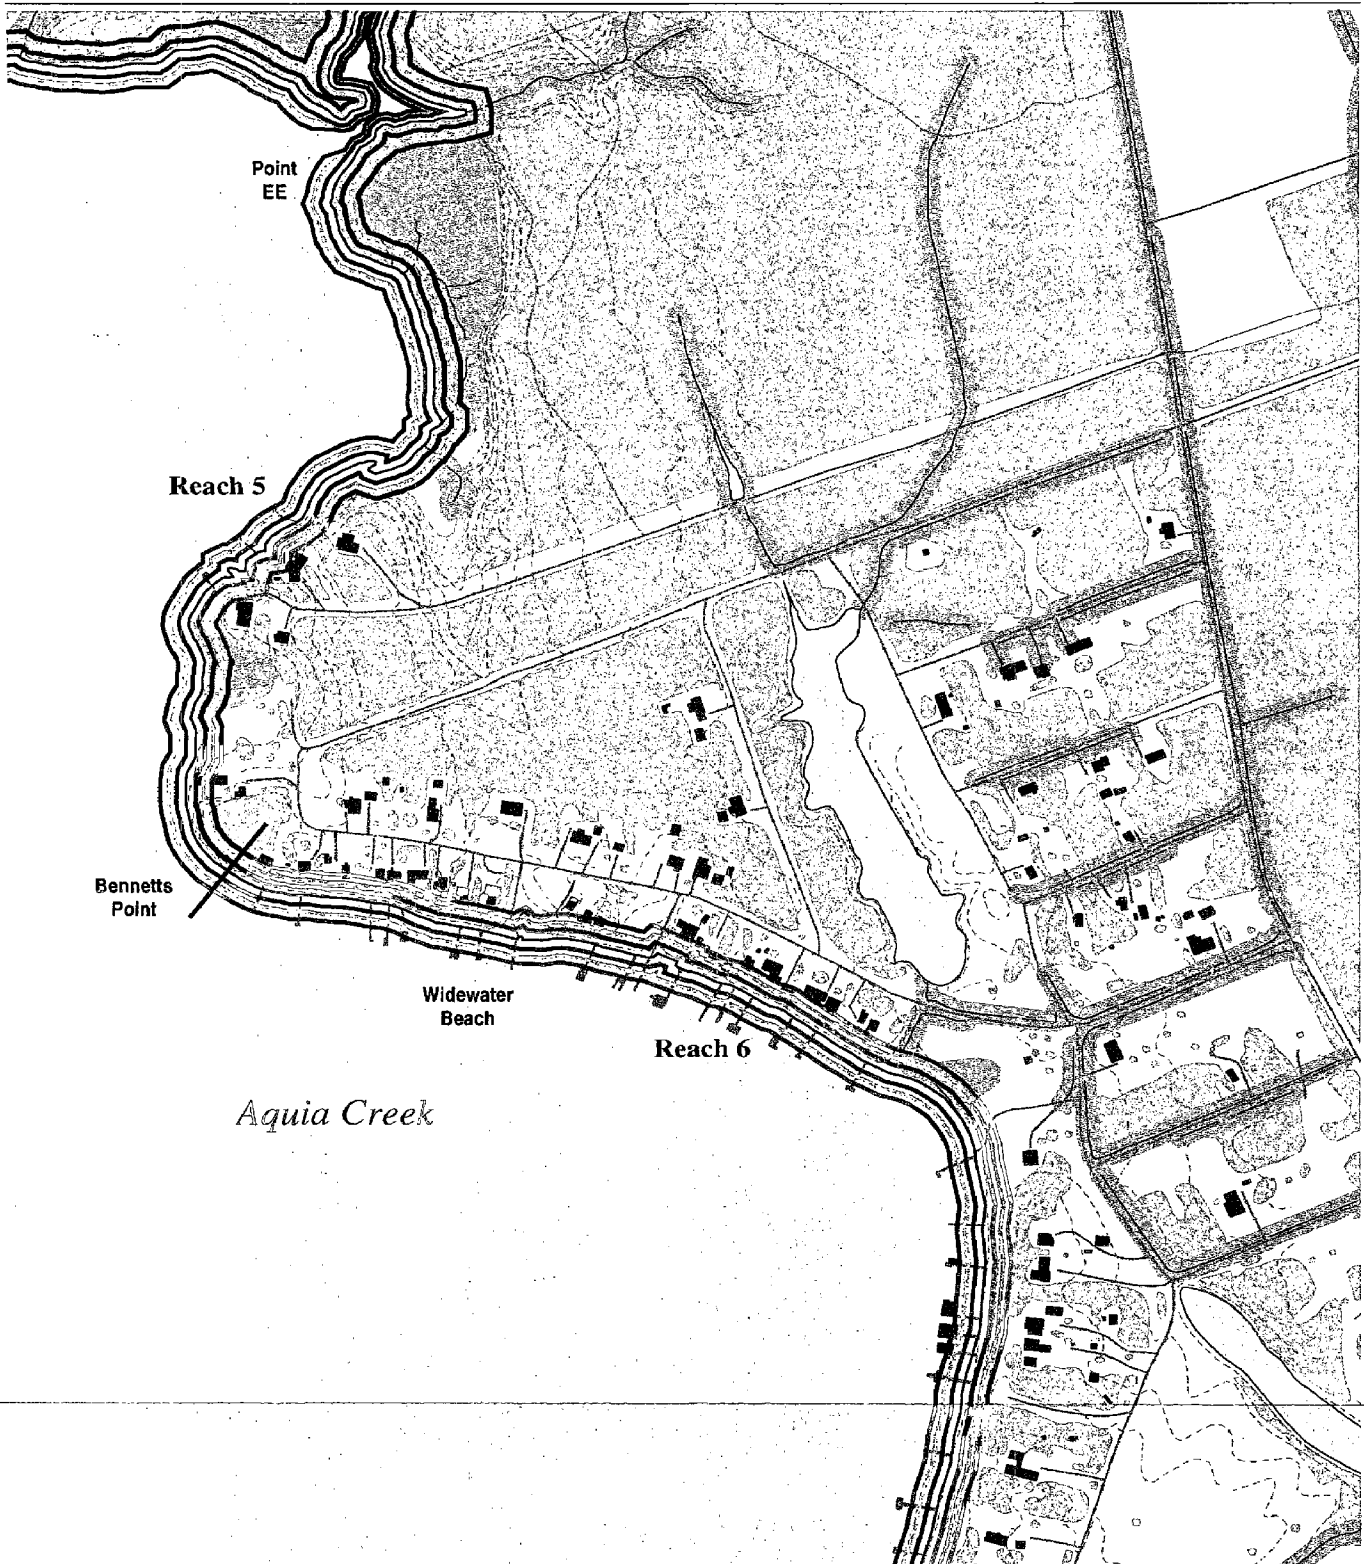 Point
EE
Reach 5
Bennetts
Point
Widewater
Beach
Reach 6
Aquia Creek